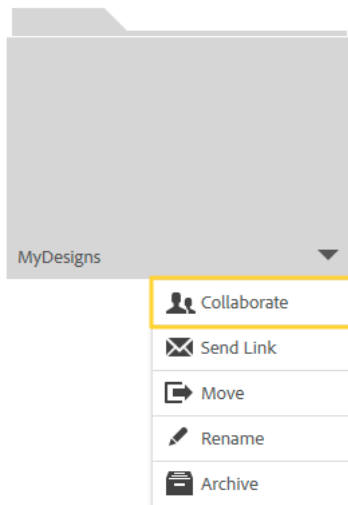 MyDesigns
Collaborate
Send Link
Move
Rename
Archive